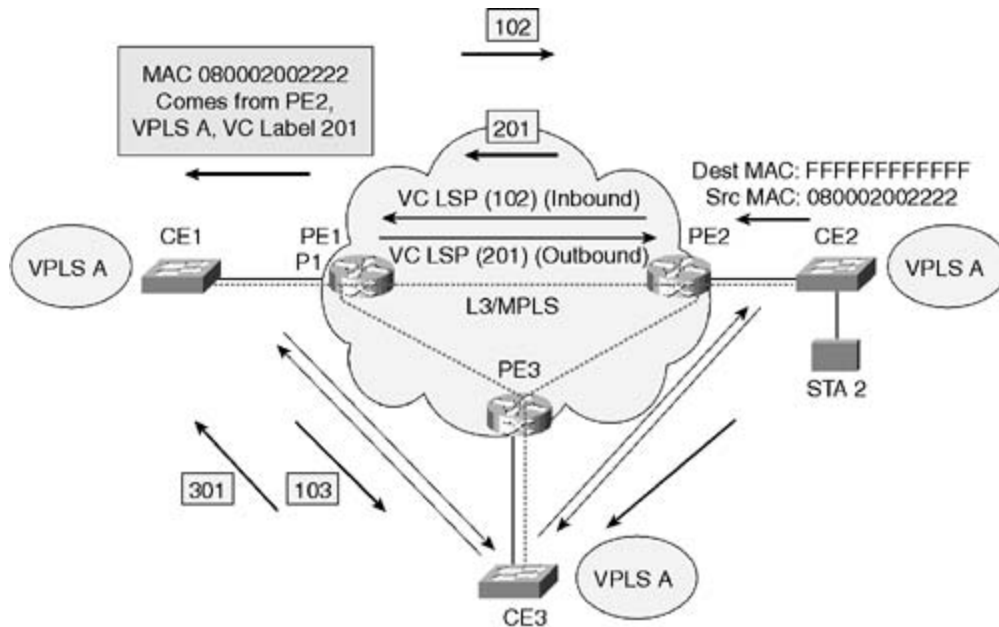 102
MAC 080002002222
Comes from PE2,
VPLS A, VC Label 201
201
Dest MAC: FFFFFFFFFFFF
Src MAC: 080002002222
VC LSP (102) (Inbound)
CE1
PE1
PE2
CE2
P1
VC LSP (201) (Outbound)
VPLS A
VPLS A
L3/MPLS
PE3
STA 2
301
103
VPLS A
CE3